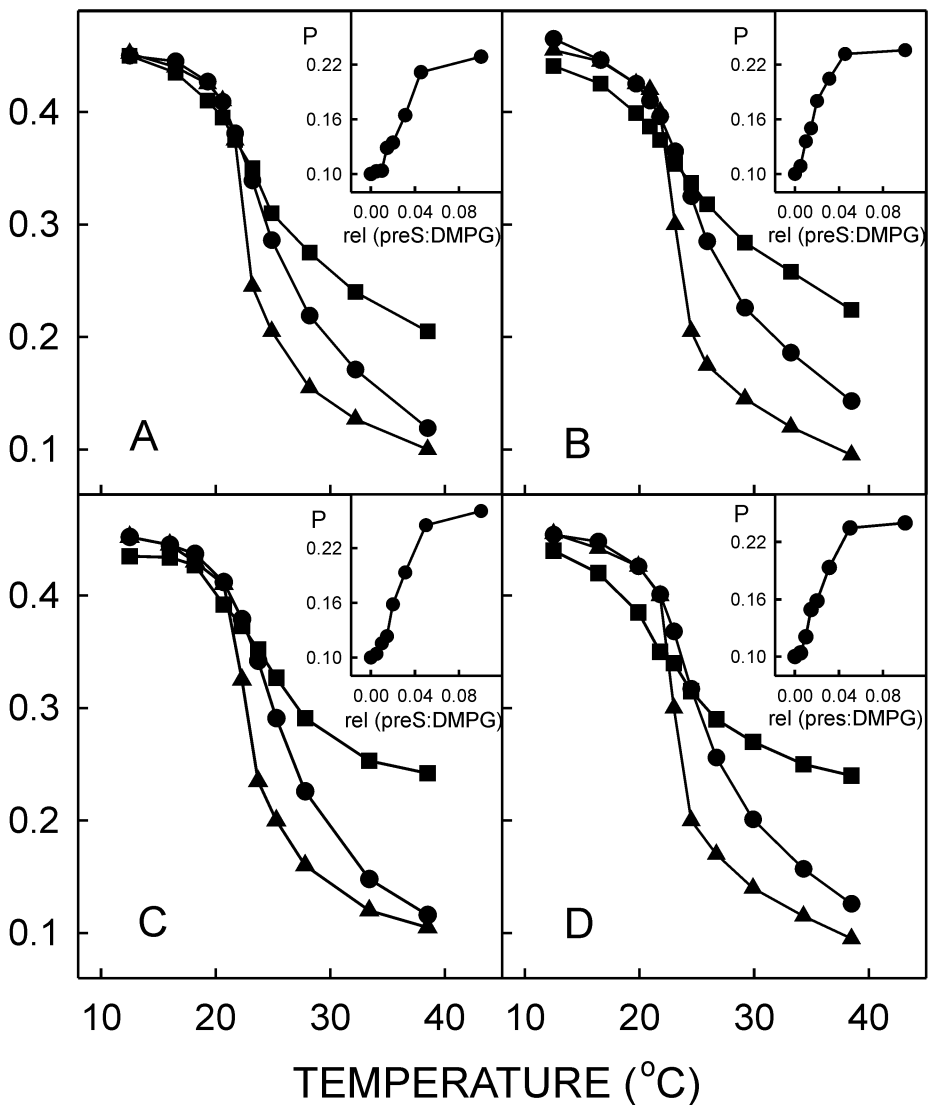 P
0.22
0.16
0.10
0.00 0.04 0.08
rel (preS:DMPG)
A
P
0.22
0.16
0.10
0.00 0.04 0.08
rel (preS:DMPG)
B
0.4
0.3
0.2
0.1
P
0.22
0.16
0.10
0.00 0.04 0.08
rel (preS:DMPG)
C
P
0.22
0.16
0.10
0.00 0.04 0.08
rel (pres:DMPG)
D
0.4
0.3
0.2
0.1
10 20 30 40 10 20 30 40
TEMPERATURE (°C)